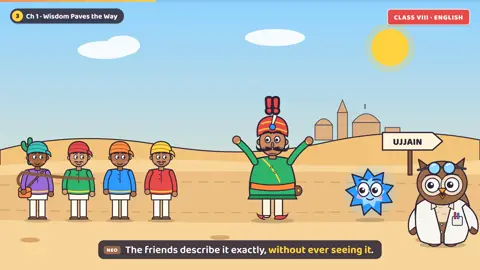 3 Ch 1 · Wisdom Paves the Way
CLASS VIII · ENGLISH
!!
UJJAIN
NEO The friends describe it exactly, without ever seeing it.